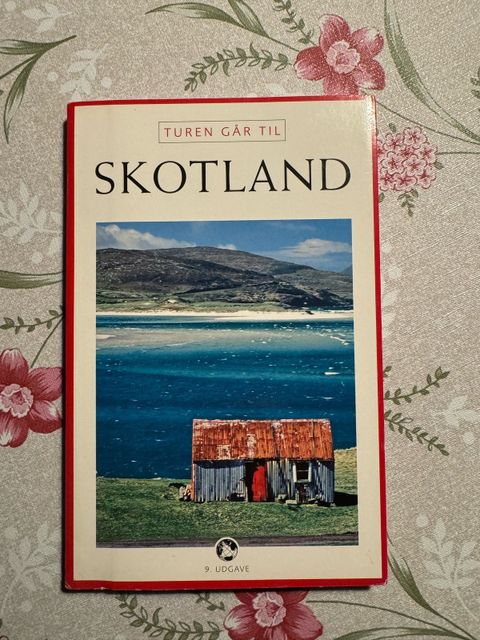 TUREN GÅR TIL
SKOTLAND
9. UDGAVE